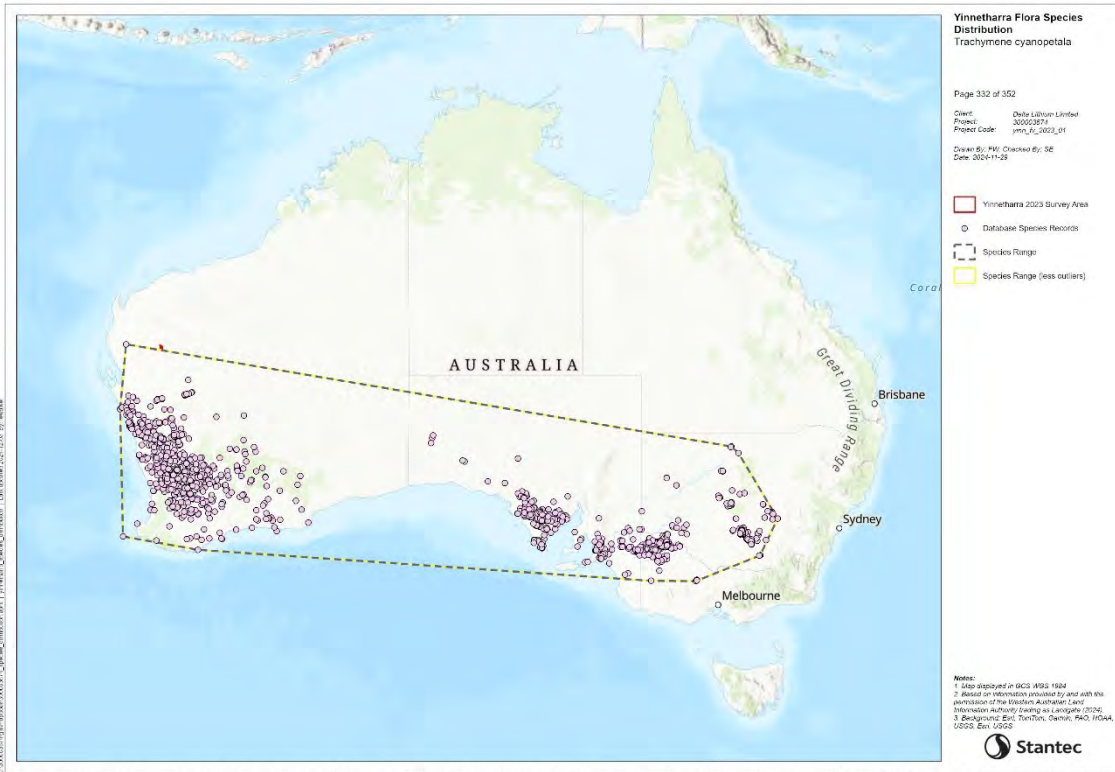 Yinnetharra Flora Species
Distribution
Trachymene cyanopetala
Page 332 of 352
Client: Delta Lithium Limited
Project: 300003874
Project Code:
Drawn By: PW, Checked By: SE
Date: 2024-11-29
Yinnetharra 2023 Survey Area
Database Species Records
Species Range
Species Range (less outliers)
Coral
AUSTRALIA
Great Dividing Range
Brisbane
Sydney
Melbourne
Notes:
1. Map displayed in GCS WGS 1984
2. Based on information provided by and with the
permission of the Western Australian Land
Information Authority trading as Landgate (2024).
3. Background: Esri, TomTom, Garmin, FAO, NOAA,
USGS, Esri, USGS
Stantec